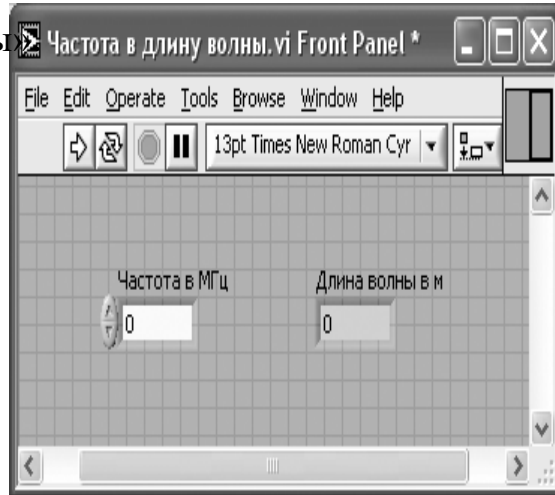 ы
Частота в длину волны.vi Front Panel *
File Edit Operate Tools Browse Window Help
13pt Times New Roman Cyr
Частота в МГц
Длина волны в м
0
0